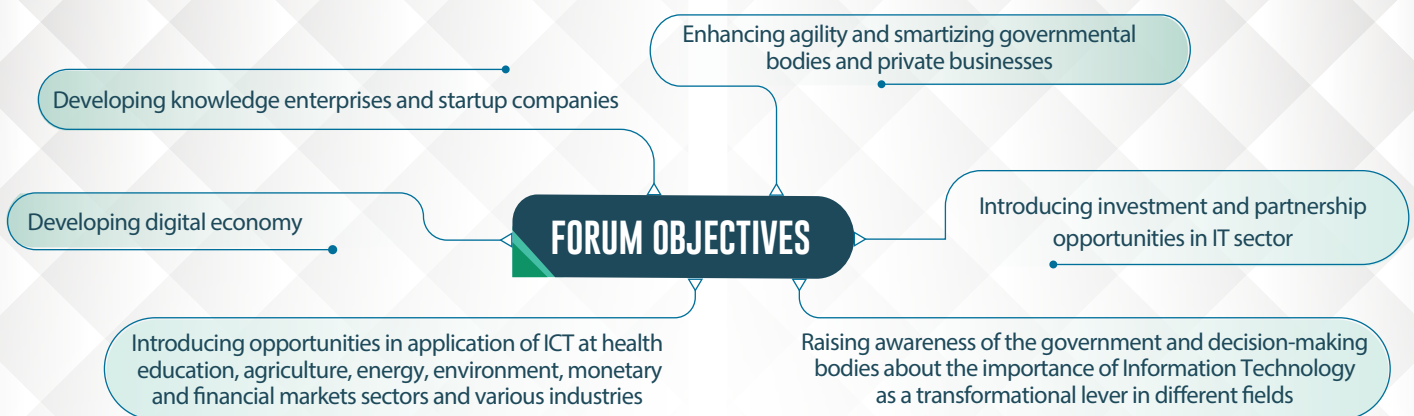 Enhancing agility and smartizing governmental
bodies and private businesses
Developing knowledge enterprises and startup companies
Developing digital economy
FORUM OBJECTIVES
Introducing investment and partnership
opportunities in IT sector
Introducing opportunities in application of ICT at health
education, agriculture, energy, environment, monetary
and financial markets sectors and various industries
Raising awareness of the government and decision-making
bodies about the importance of Information Technology
as a transformational lever in different fields